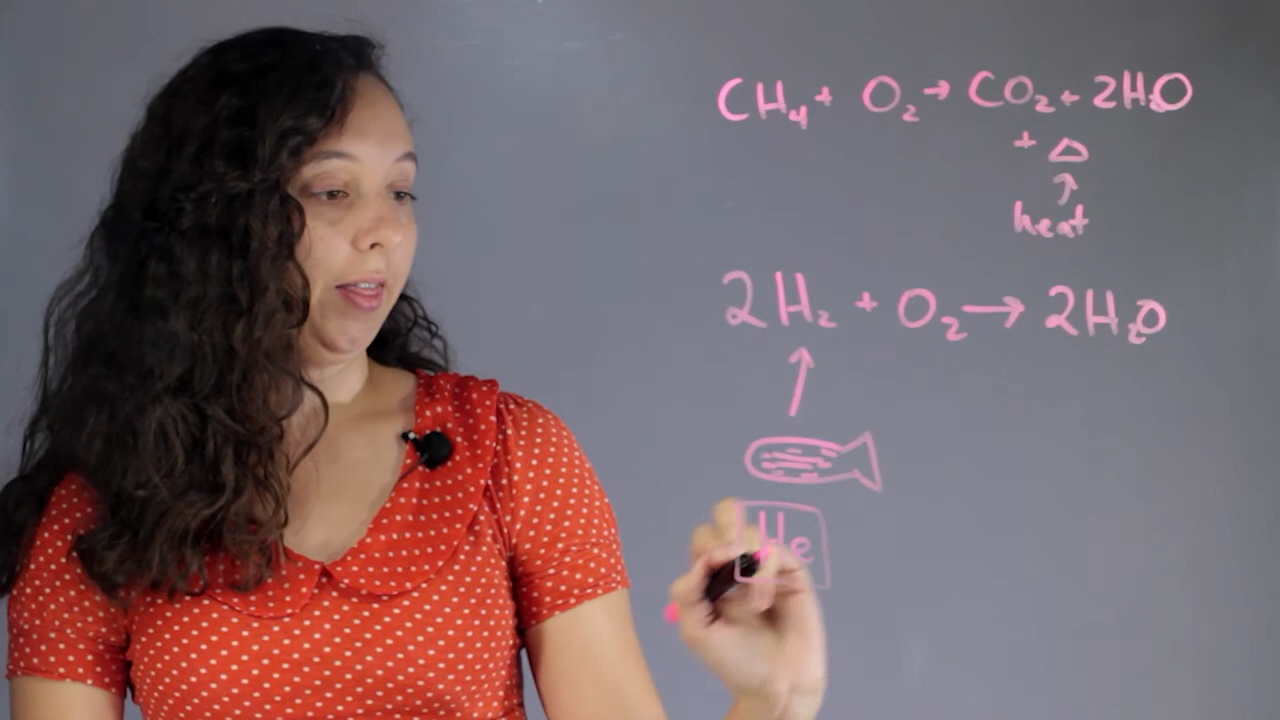 CH₄ + O₂ → CO₂ + 2H₂O
+ △
heat
2H₂ + O₂ → 2H₂O
He